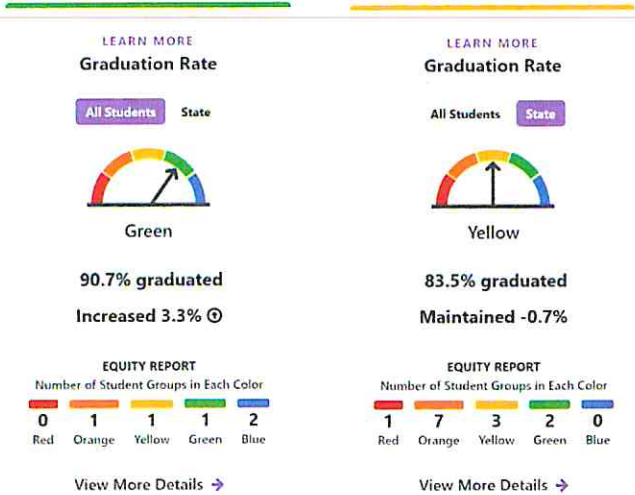 LEARN MORE
Graduation Rate
All Students State
Green
90.7% graduated
Increased 3.3%
EQUITY REPORT
Number of Student Groups in Each Color
0 1 1 1 2
Red Orange Yellow Green Blue
View More Details →
LEARN MORE
Graduation Rate
All Students State
Yellow
83.5% graduated
Maintained -0.7%
EQUITY REPORT
Number of Student Groups in Each Color
1 7 3 2 0
Red Orange Yellow Green Blue
View More Details →